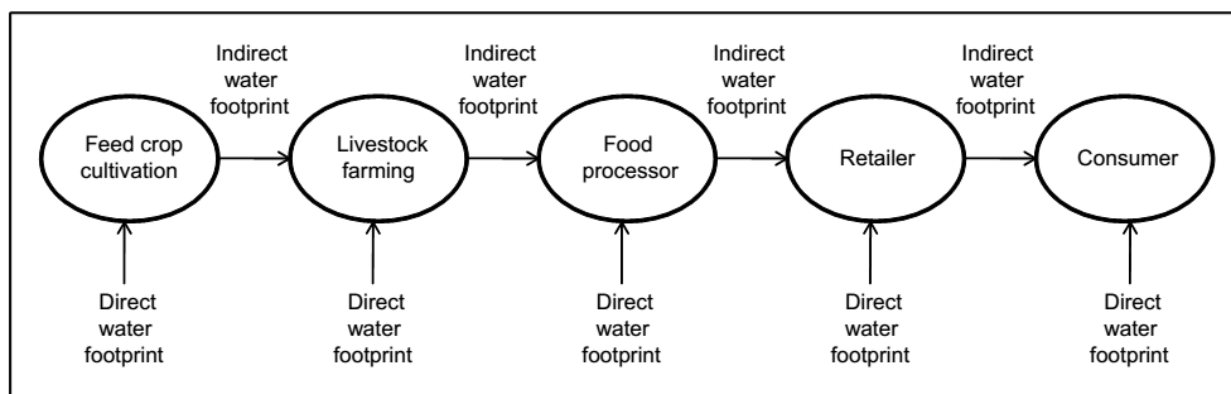 Indirect
water
footprint
Indirect
water
footprint
Indirect
water
footprint
Indirect
water
footprint
Feed crop
cultivation
Livestock
farming
Food
processor
Retailer
Consumer
Direct
water
footprint
Direct
water
footprint
Direct
water
footprint
Direct
water
footprint
Direct
water
footprint